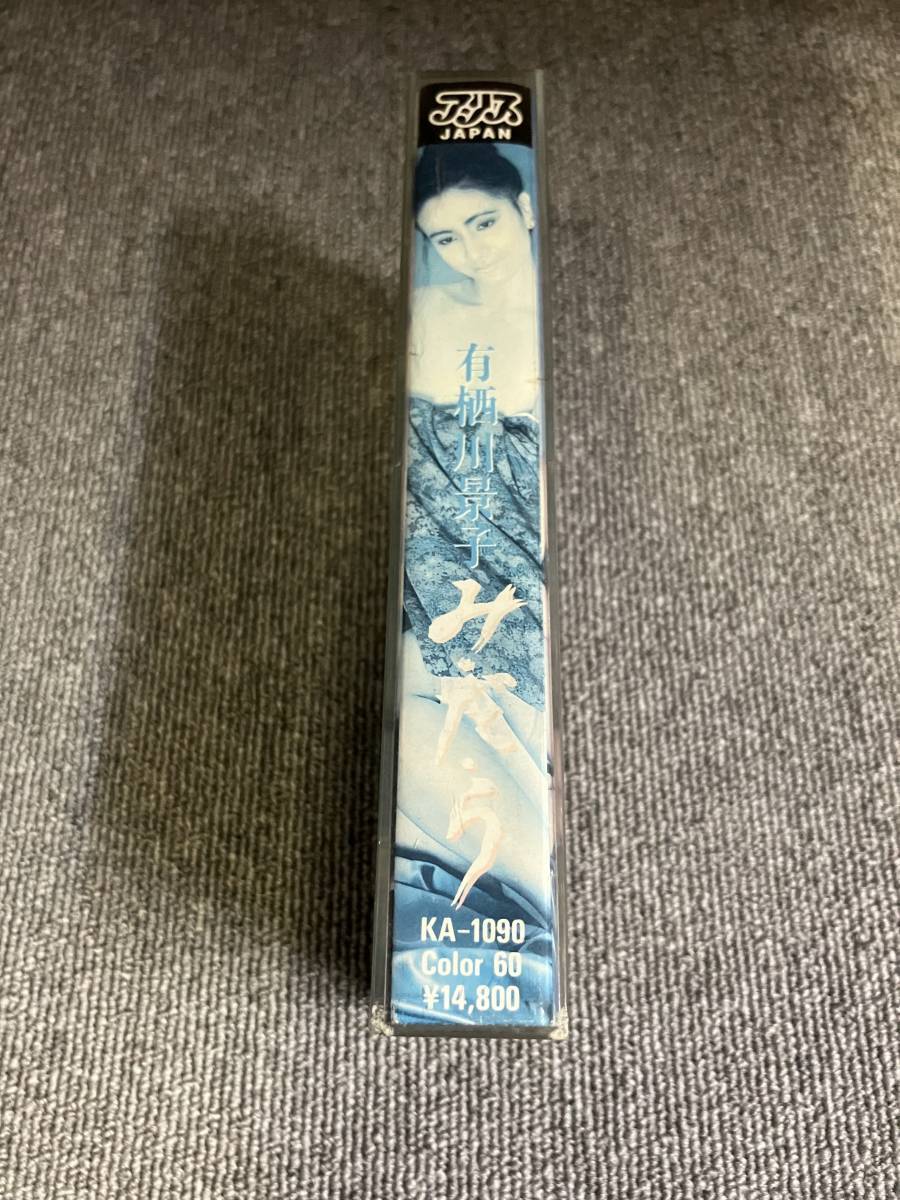 アリス
JAPAN
有栖川景子
み・だ・ら
KA-1090
Color 60
¥14,800